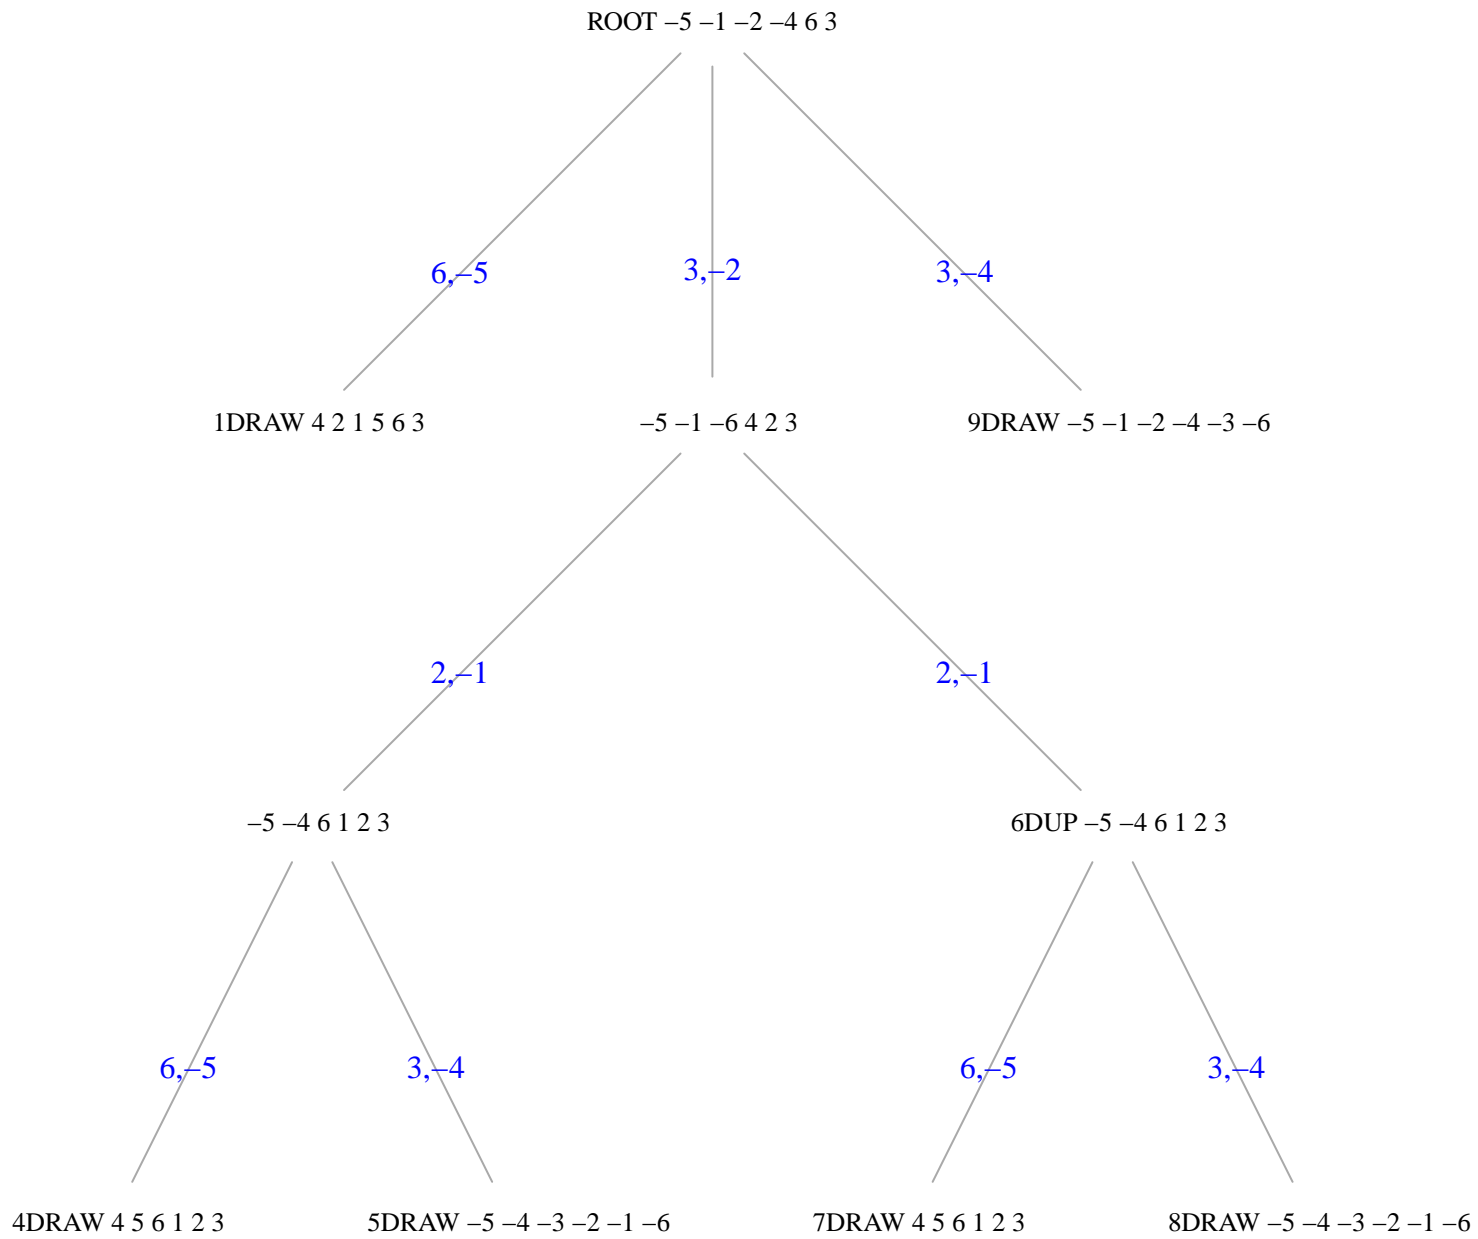 ROOT –5 –1 –2 –4 6 3
6,–5
3,–2
3,–4
1DRAW 4 2 1 5 6 3
–5 –1 –6 4 2 3
9DRAW –5 –1 –2 –4 –3 –6
2,–1
2,–1
–5 –4 6 1 2 3
6DUP –5 –4 6 1 2 3
6,–5
3,–4
6,–5
3,–4
4DRAW 4 5 6 1 2 3
5DRAW –5 –4 –3 –2 –1 –6
7DRAW 4 5 6 1 2 3
8DRAW –5 –4 –3 –2 –1 –6